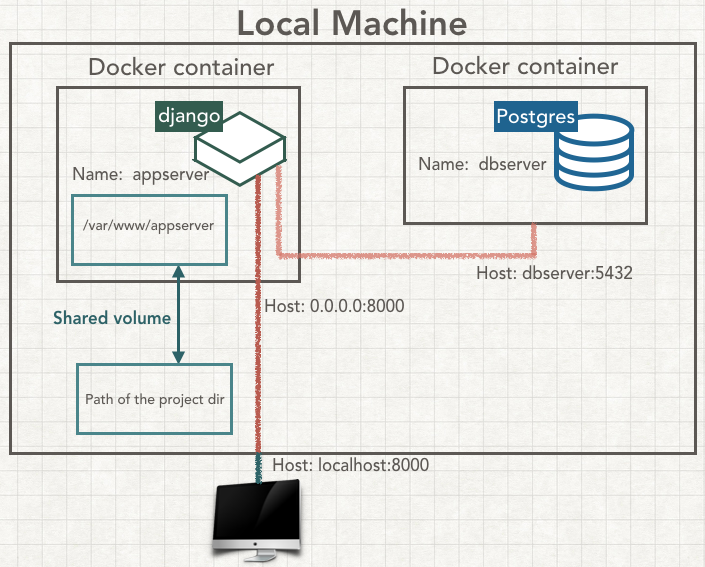 Local Machine
Docker container
Docker container
django
Postgres
Name: appserver
Name: dbserver
/var/www/appserver
Host: dbserver:5432
Host: 0.0.0.0:8000
Shared volume
Path of the project dir
Host: localhost:8000